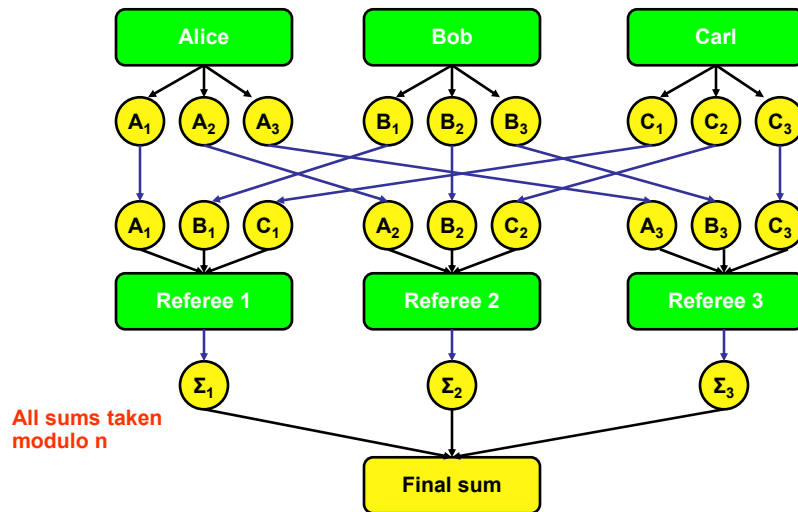 Alice Bob Carl
A1 A2 A3 B1 B2 B3 C1 C2 C3
A1 B1 C1 A2 B2 C2 A3 B3 C3
Referee 1 Referee 2 Referee 3
Σ1 Σ2 Σ3
All sums taken
modulo n
Final sum